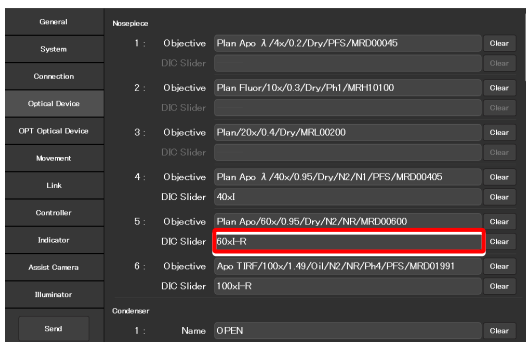 General
System
Connection
Optical Device
OPT Optical Device
Movement
Link
Controller
Indicator
Assist Camera
Illuminator
Send
Nosepiece
1 : Objective Plan Apo λ/4x/0.2/Dry/PFS/MRD00045 Clear
DIC Slider Clear
2 : Objective Plan Fluor/10x/0.3/Dry/Ph1/MRH10100 Clear
DIC Slider Clear
3 : Objective Plan/20x/0.4/Dry/MRL00200 Clear
DIC Slider Clear
4 : Objective Plan Apo λ/40x/0.95/Dry/N2/N1/PFS/MRD00405 Clear
DIC Slider 40xI Clear
5 : Objective Plan Apo/60x/0.95/Dry/N2/NR/MRD00600 Clear
DIC Slider 60xI-R Clear
6 : Objective Apo TIRF/100x/1.49/Oil/N2/NR/Ph4/PFS/MRD01991 Clear
DIC Slider 100xI-R Clear
Condenser
1 : Name OPEN Clear